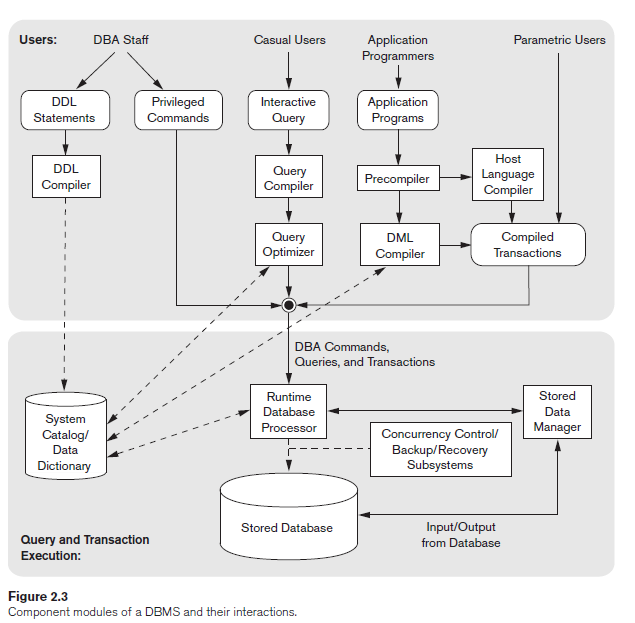 Users:
DBA Staff
Casual Users
Application
Programmers
Parametric Users
DDL
Statements
Privileged
Commands
Interactive
Query
Application
Programs
DDL
Compiler
Query
Compiler
Precompiler
Host
Language
Compiler
Query
Optimizer
DML
Compiler
Compiled
Transactions
DBA Commands,
Queries, and Transactions
System
Catalog/
Data
Dictionary
Runtime
Database
Processor
Stored
Data
Manager
Concurrency Control/
Backup/Recovery
Subsystems
Stored Database
Input/Output
from Database
Query and Transaction
Execution:
Figure 2.3
Component modules of a DBMS and their interactions.